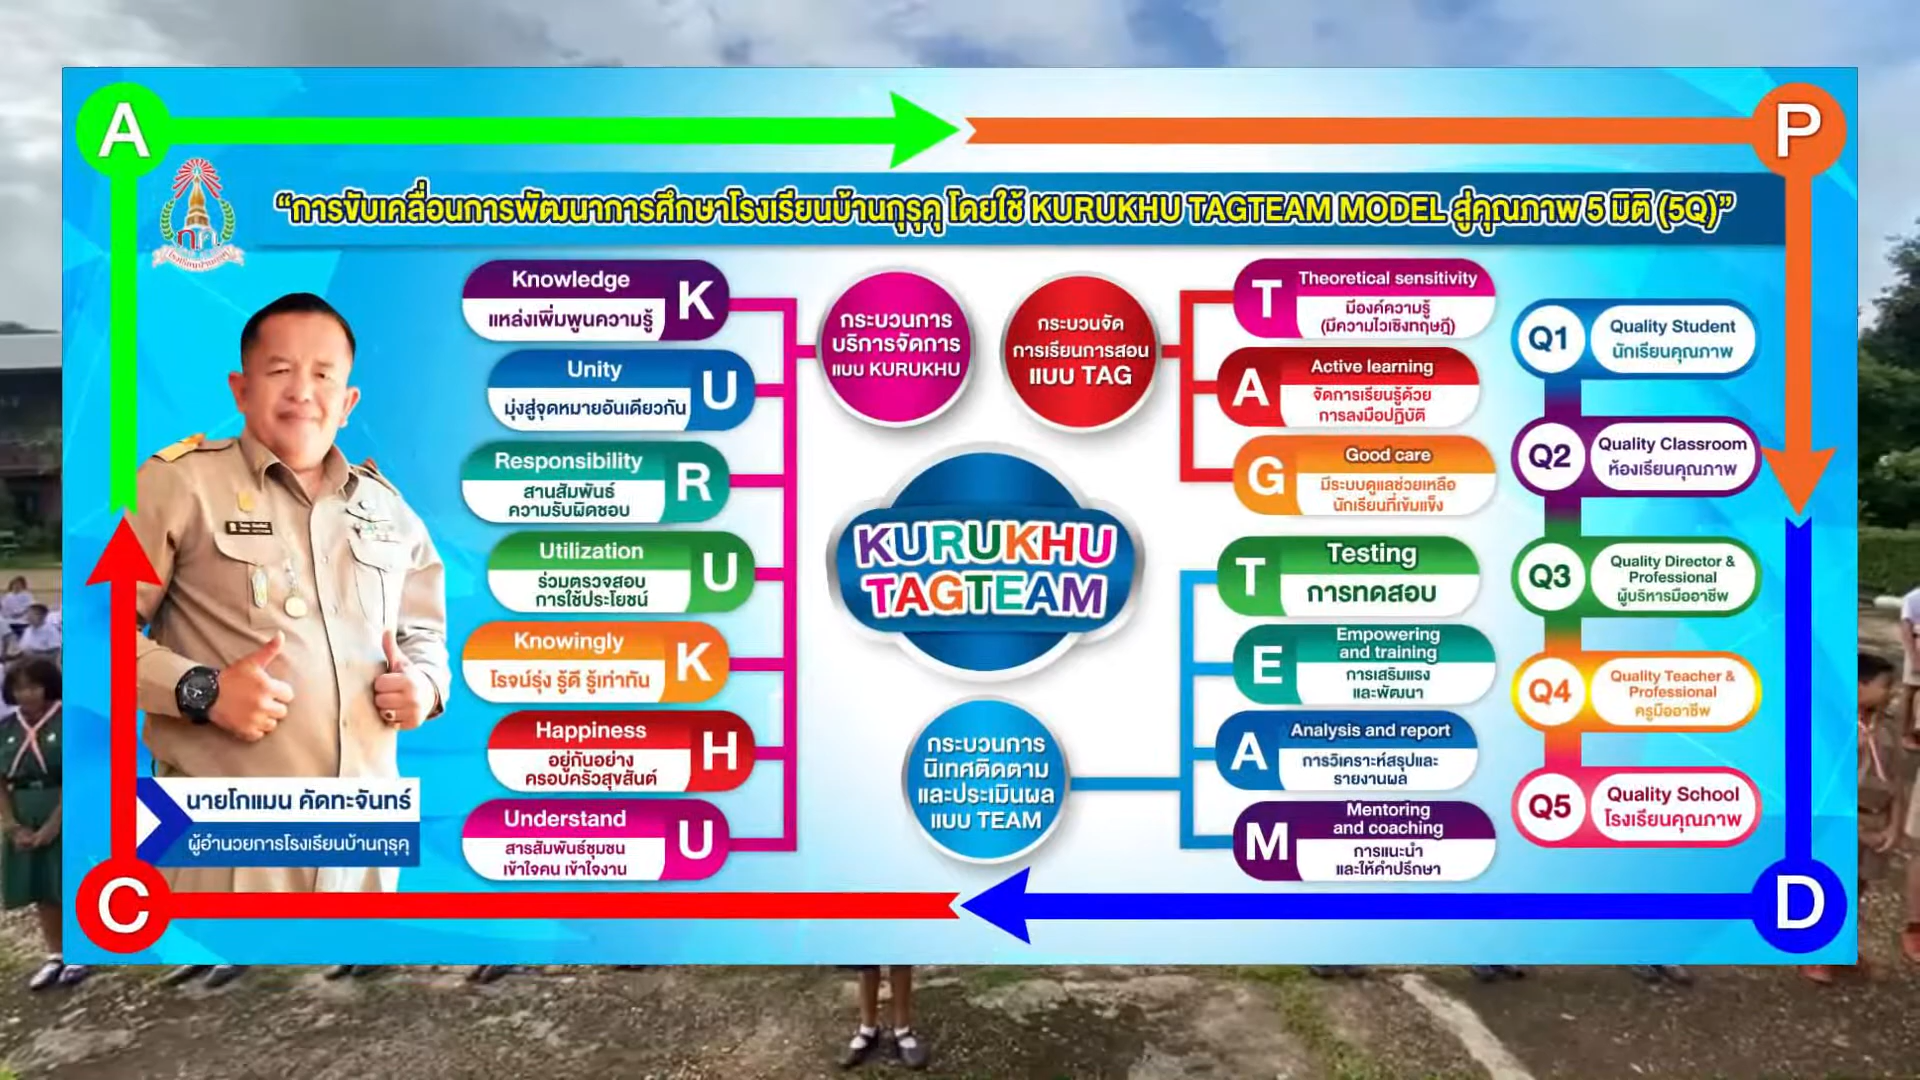 A
P
“การขับเคลื่อนการพัฒนาการศึกษาโรงเรียนบ้านกุรุคุ โดยใช้ KURUKHU TAGTEAM MODEL สู่คุณภาพ 5 มิติ (5Q)”
ก.ค.
โรงเรียนบ้านกุรุคุ
Knowledge
แหล่งเพิ่มพูนความรู้
K
Unity
มุ่งสู่จุดหมายอันเดียวกัน
U
Responsibility
สานสัมพันธ์
ความรับผิดชอบ
R
Utilization
ร่วมตรวจสอบ
การใช้ประโยชน์
U
Knowingly
โรจน์รุ่ง รู้ดี รู้เท่าทัน
K
Happiness
อยู่กันอย่าง
ครอบครัวสุขสันต์
H
Understand
สารสัมพันธ์ชุมชน
เข้าใจคน เข้าใจงาน
U
กระบวนการ
บริการจัดการ
แบบ KURUKHU
กระบวนจัด
การเรียนการสอน
แบบ TAG
KURUKHU
TAGTEAM
กระบวนการ
นิเทศติดตาม
และประเมินผล
แบบ TEAM
T
Theoretical sensitivity
มีองค์ความรู้
(มีความไวเชิงทฤษฎี)
A
Active learning
จัดการเรียนรู้ด้วย
การลงมือปฏิบัติ
G
Good care
มีระบบดูแลช่วยเหลือ
นักเรียนที่เข้มแข็ง
T
Testing
การทดสอบ
E
Empowering
and training
การเสริมแรง
และพัฒนา
A
Analysis and report
การวิเคราะห์สรุปและ
รายงานผล
M
Mentoring
and coaching
การแนะนำ
และให้คำปรึกษา
Q1
Quality Student
นักเรียนคุณภาพ
Q2
Quality Classroom
ห้องเรียนคุณภาพ
Q3
Quality Director &
Professional
ผู้บริหารมืออาชีพ
Q4
Quality Teacher &
Professional
ครูมืออาชีพ
Q5
Quality School
โรงเรียนคุณภาพ
นายโกแมน คัดทะจันทร์
ผู้อำนวยการโรงเรียนบ้านกุรุคุ
C
D